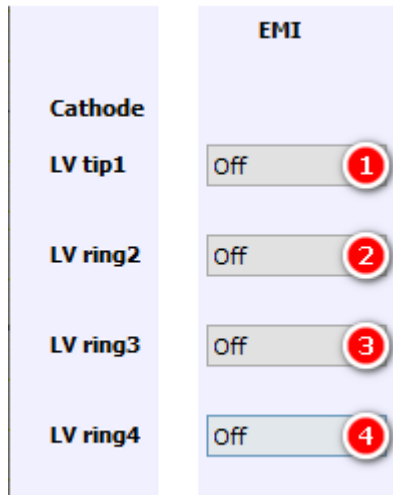 EMI
Cathode
LV tip1 Off 1
LV ring2 Off 2
LV ring3 Off 3
LV ring4 Off 4